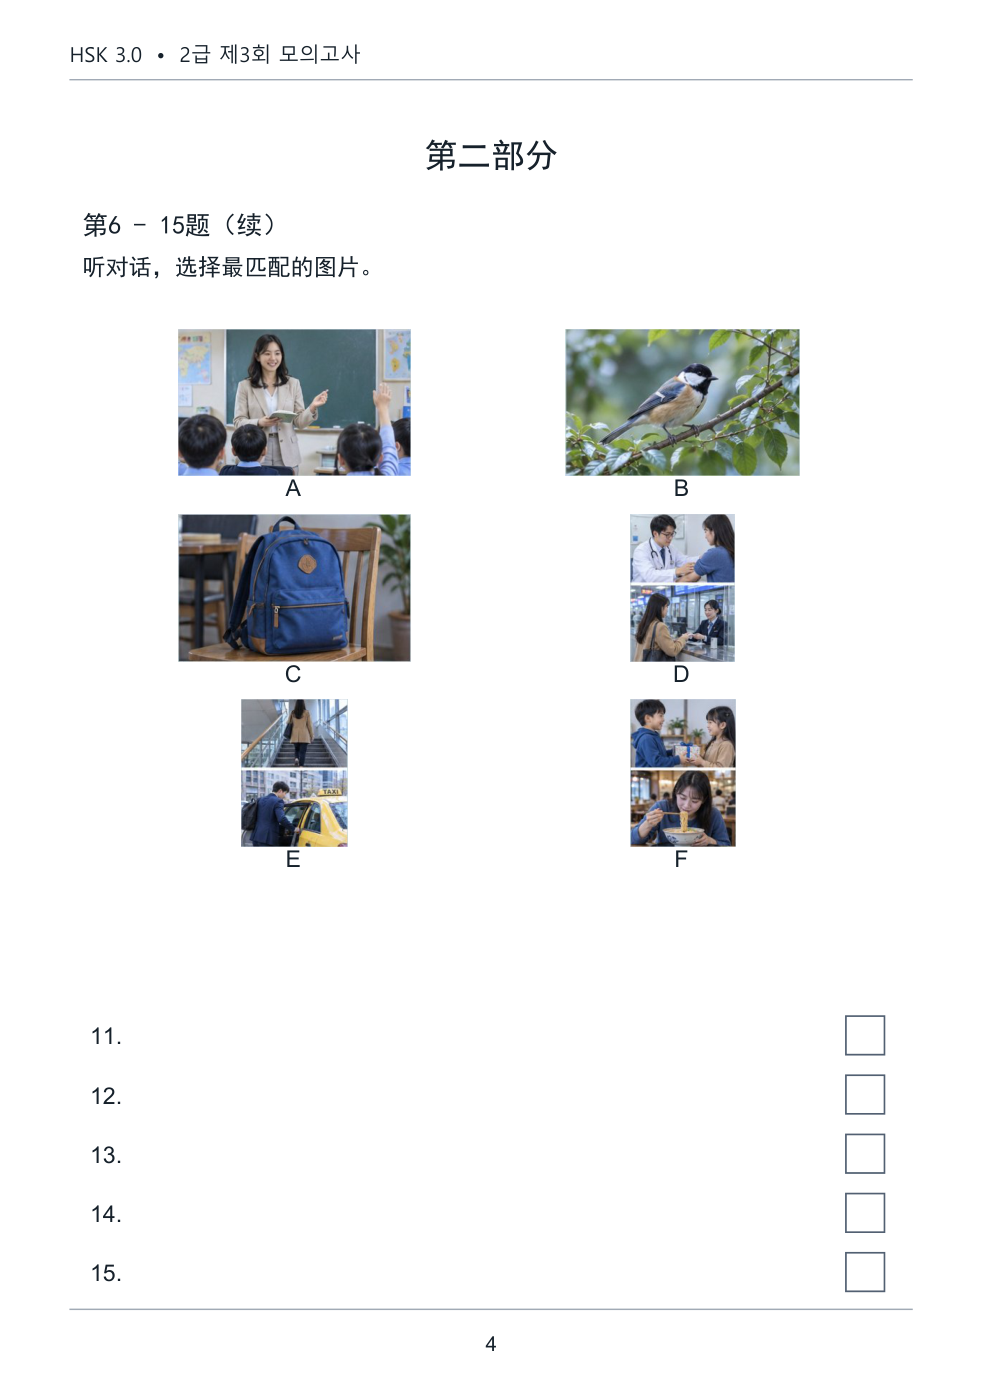 HSK 3.0 • 2급 제3회 모의고사
第二部分
第6 - 15题（续）
听对话，选择最匹配的图片。
A
B
C
D
TAXI
E
F
11.
12.
13.
14.
15.
4